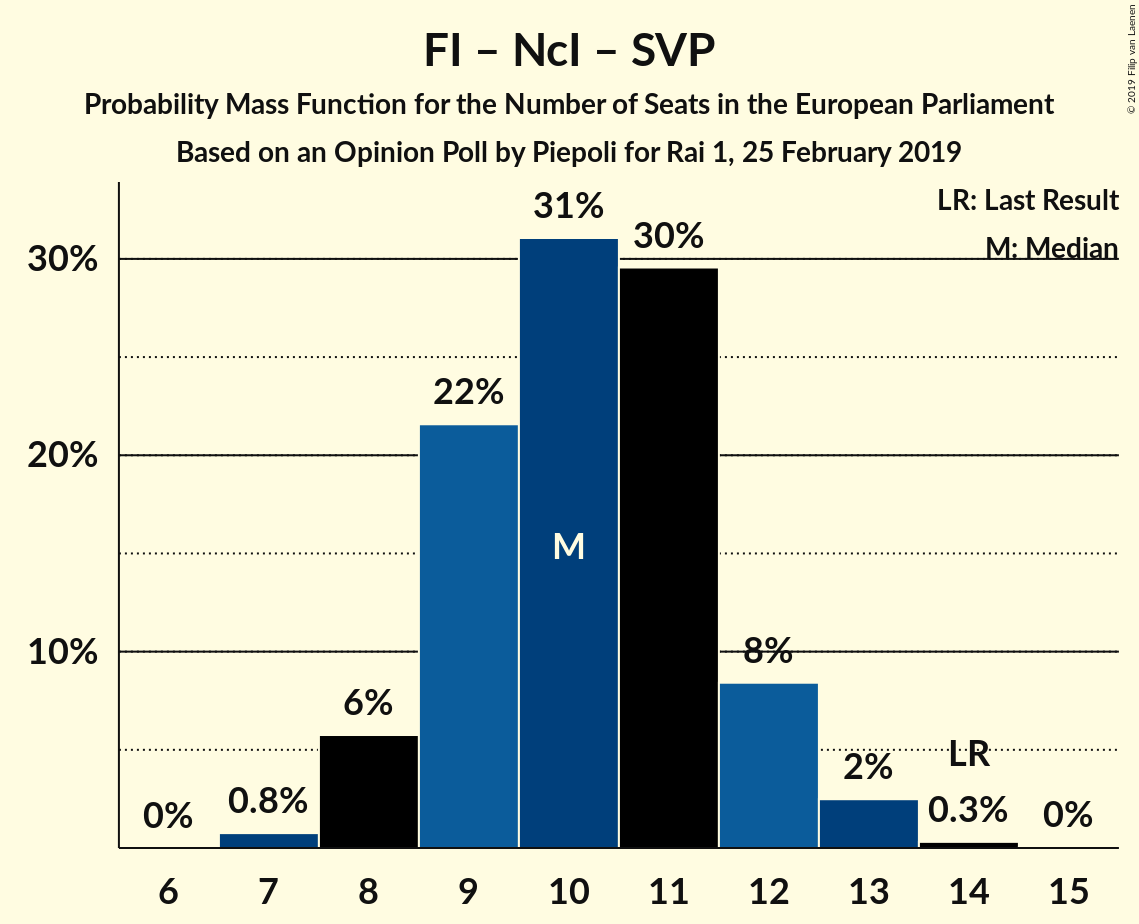 FI – NcI – SVP
Probability Mass Function for the Number of Seats in the European Parliament
Based on an Opinion Poll by Piepoli for Rai 1, 25 February 2019
© 2019 Filip van Laenen
LR: Last Result
M: Median
30%
20%
10%
0%
0.8%
6%
22%
31%
30%
8%
2%
0.3%
0%
M
LR
6 7 8 9 10 11 12 13 14 15